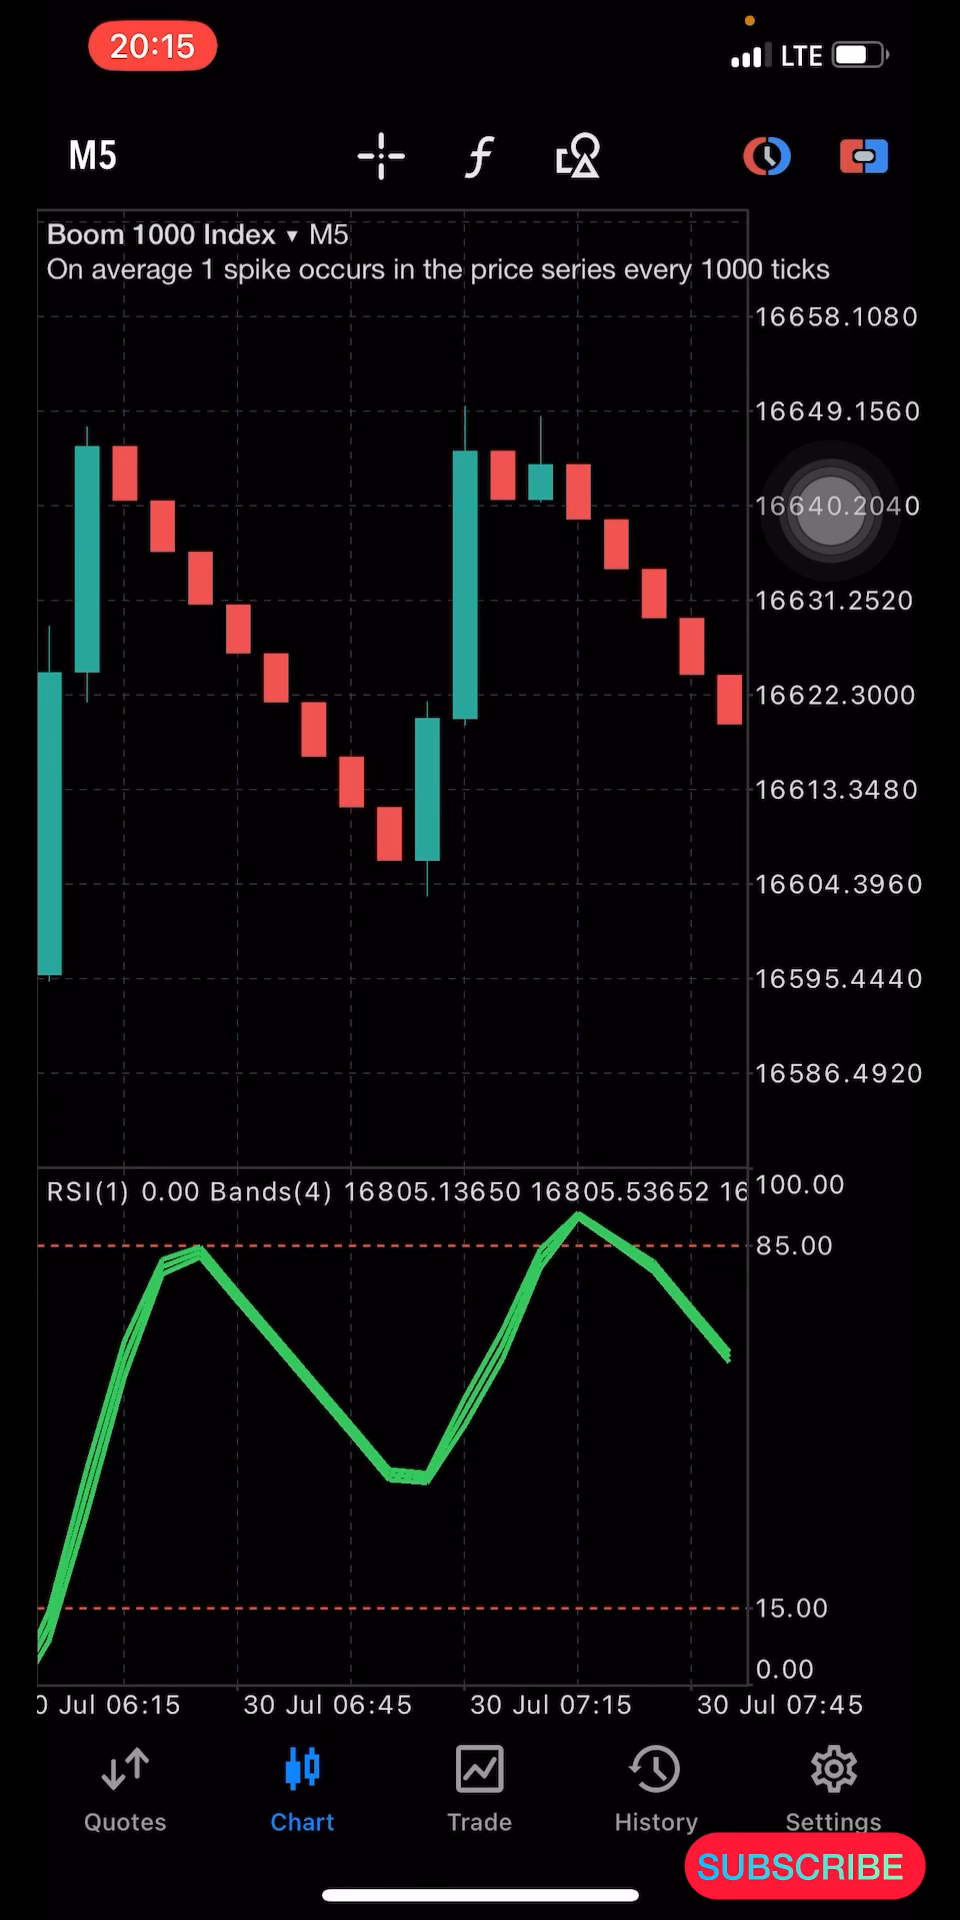 20:15
LTE
M5
Boom 1000 Index ▾ M5
On average 1 spike occurs in the price series every 1000 ticks
16658.1080
16649.1560
16640.2040
16631.2520
16622.3000
16613.3480
16604.3960
16595.4440
16586.4920
RSI(1) 0.00 Bands(4) 16805.13650 16805.53652 16
100.00
85.00
15.00
0.00
0 Jul 06:15 30 Jul 06:45 30 Jul 07:15 30 Jul 07:45
Quotes Chart Trade History Settings
SUBSCRIBE